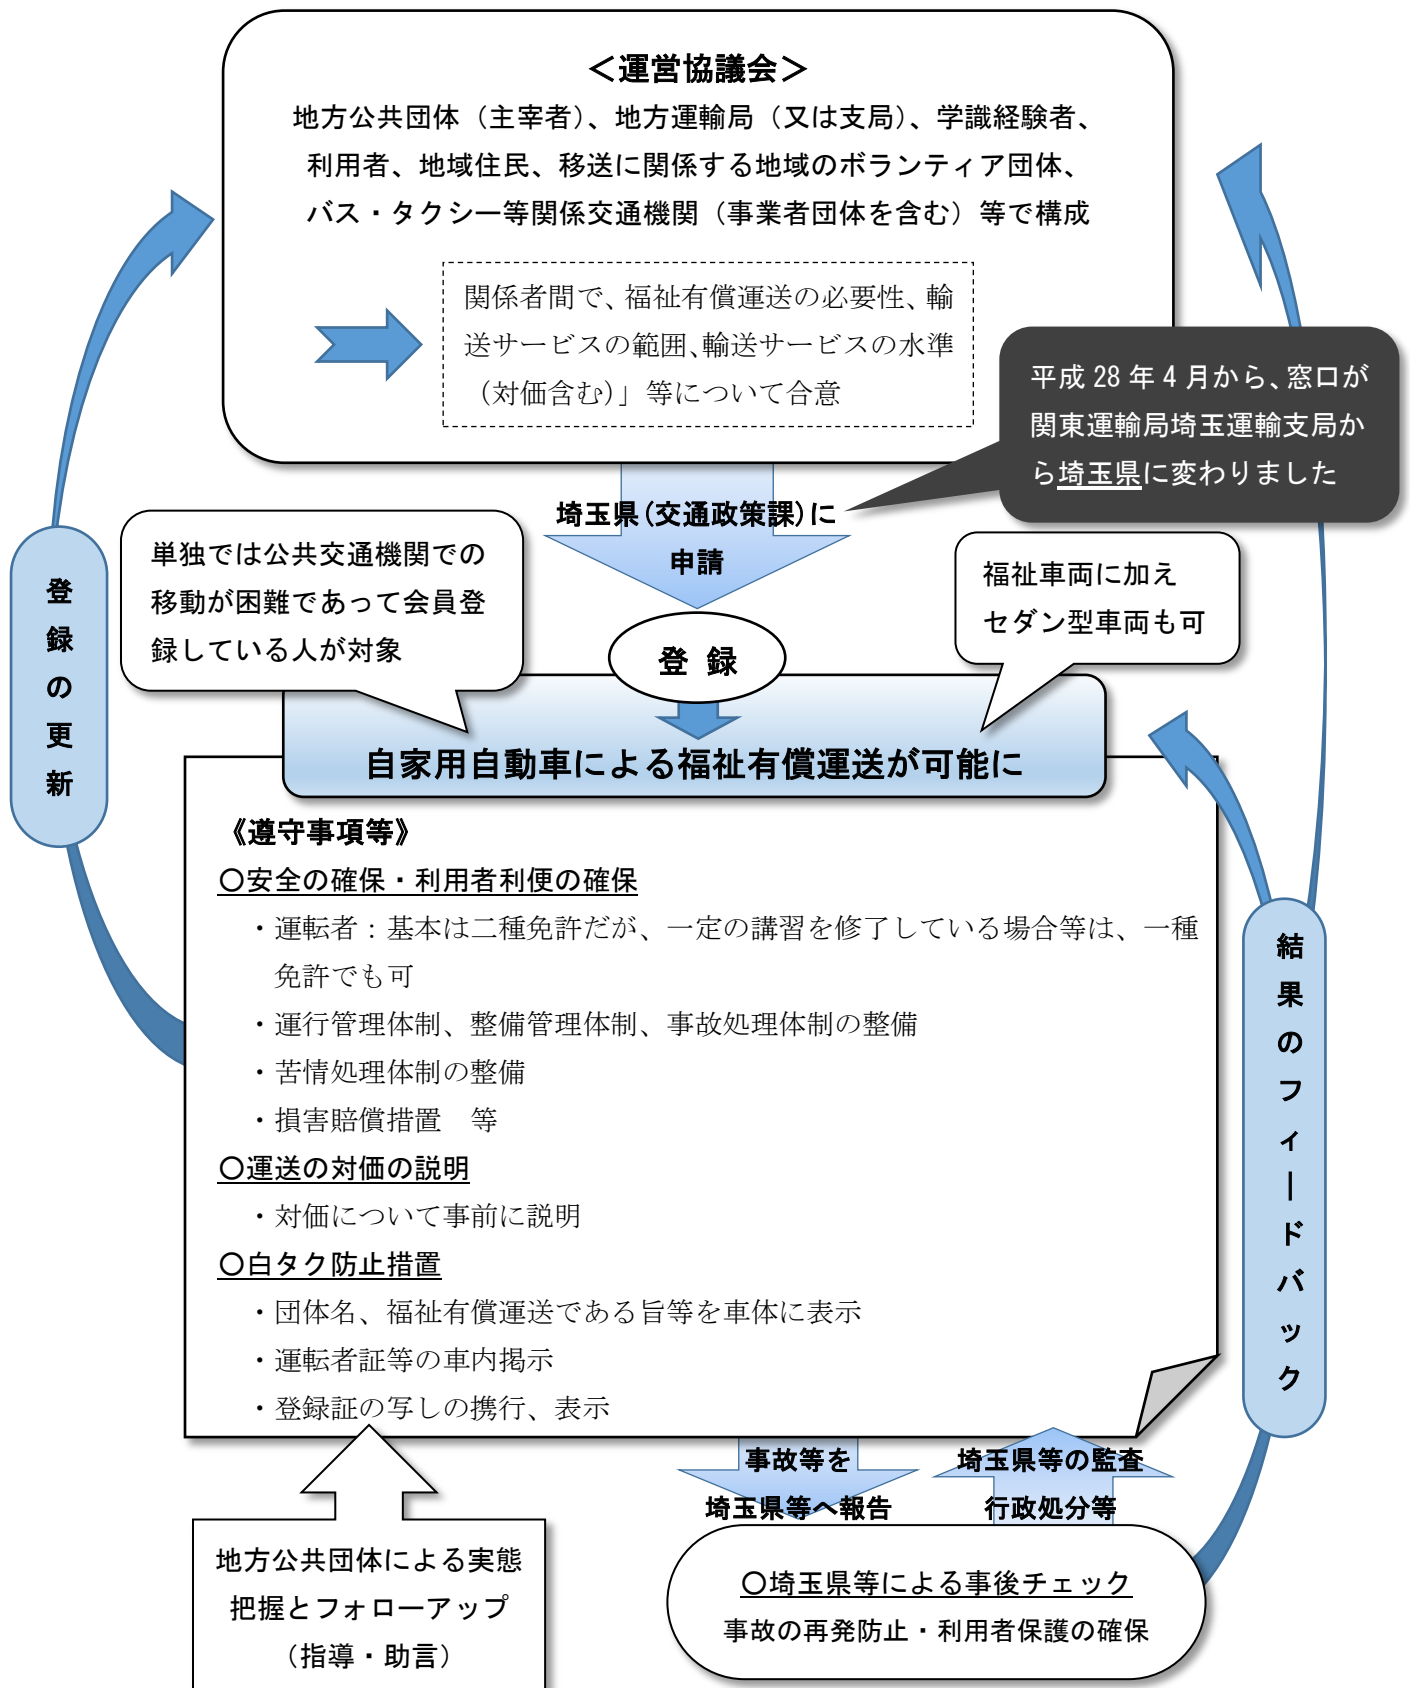 ＜運営協議会＞
地方公共団体（主宰者）、地方運輸局（又は支局）、学識経験者、
利用者、地域住民、移送に関係する地域のボランティア団体、
バス・タクシー等関係交通機関（事業者団体を含む）等で構成
関係者間で、福祉有償運送の必要性、輸
送サービスの範囲、輸送サービスの水準
（対価含む）」等について合意
平成 28 年 4 月から、窓口が
関東運輸局埼玉運輸支局か
ら埼玉県に変わりました
埼玉県（交通政策課）に
申請
単独では公共交通機関での
移動が困難であって会員登
録している人が対象
福祉車両に加え
セダン型車両も可
登録
登録の更新
自家用自動車による福祉有償運送が可能に
《遵守事項等》
〇安全の確保・利用者利便の確保
・運転者：基本は二種免許だが、一定の講習を修了している場合等は、一種
免許でも可
・運行管理体制、整備管理体制、事故処理体制の整備
・苦情処理体制の整備
・損害賠償措置　等
〇運送の対価の説明
・対価について事前に説明
〇白タク防止措置
・団体名、福祉有償運送である旨等を車体に表示
・運転者証等の車内掲示
・登録証の写しの携行、表示
結果のフィードバック
事故等を
埼玉県等へ報告
埼玉県等の監査
行政処分等
地方公共団体による実態
把握とフォローアップ
（指導・助言）
〇埼玉県等による事後チェック
事故の再発防止・利用者保護の確保